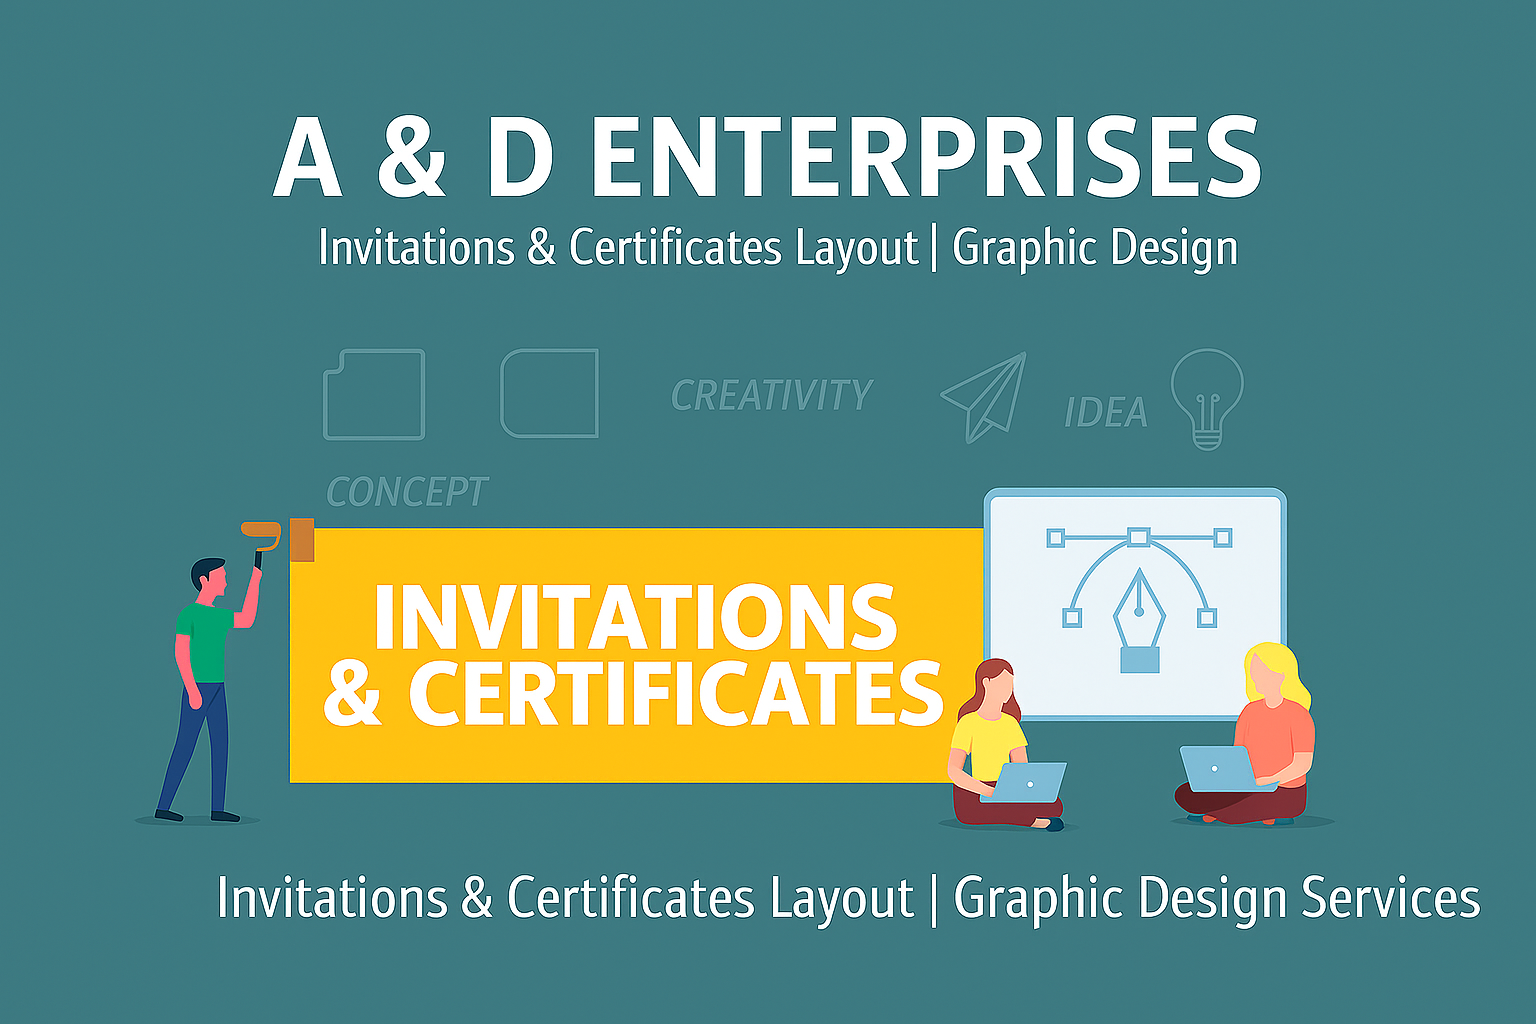 A & D ENTERPRISES
Invitations & Certificates Layout | Graphic Design
CREATIVITY
IDEA
CONCEPT
INVITATIONS
& CERTIFICATES
Invitations & Certificates Layout | Graphic Design Services